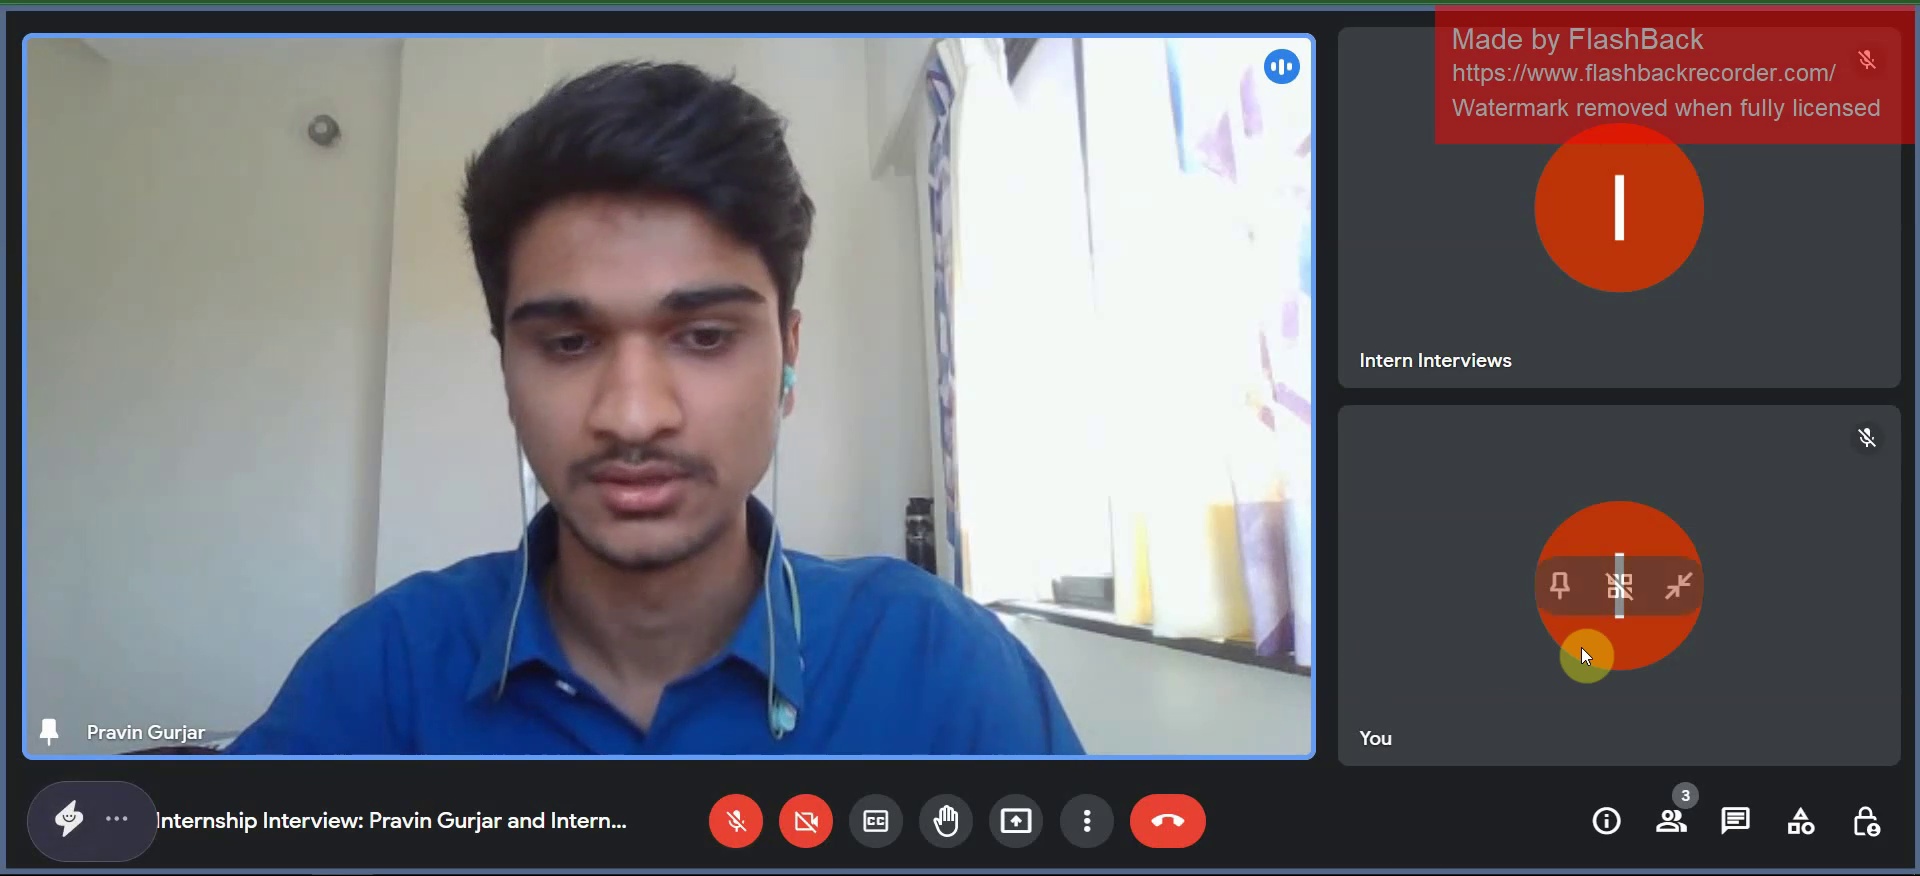 Made by FlashBack
https://www.flashbackrecorder.com/
Watermark removed when fully licensed
I
Intern Interviews
I
Pravin Gurjar
You
Internship Interview: Pravin Gurjar and Intern...
CC
3